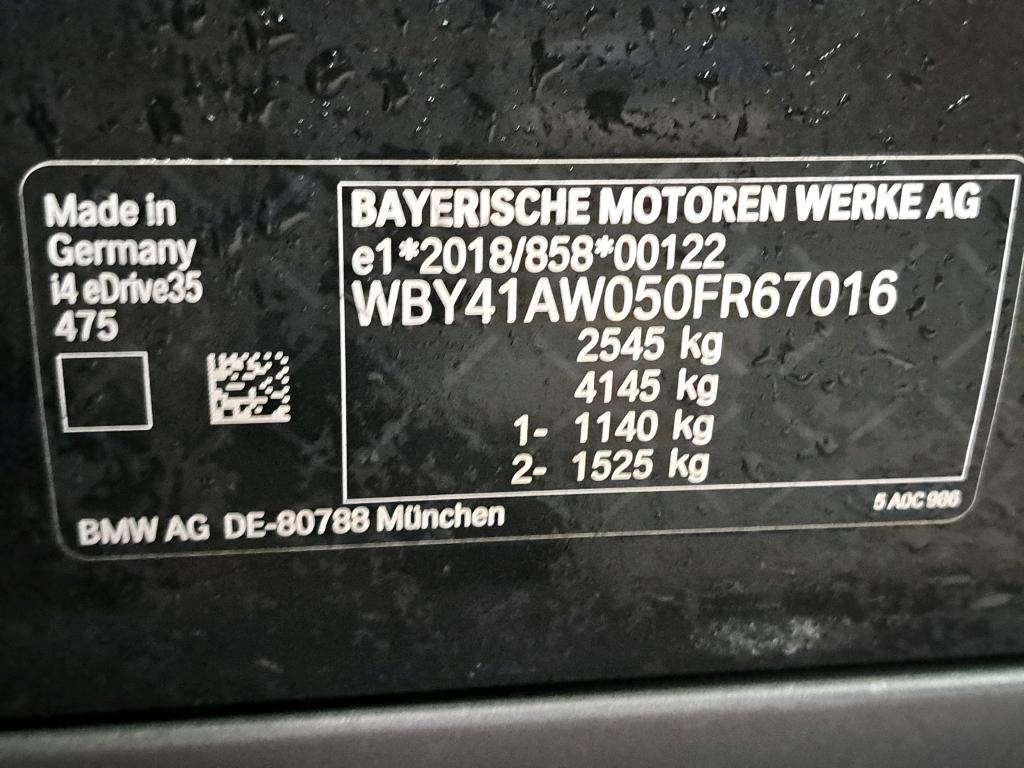 Made in
Germany
i4 eDrive35
475
BAYERISCHE MOTOREN WERKE AG
e1*2018/858*00122
WBY41AW050FR67016
2545 kg
4145 kg
1- 1140 kg
2- 1525 kg
BMW AG DE-80788 München
5 A0C 986